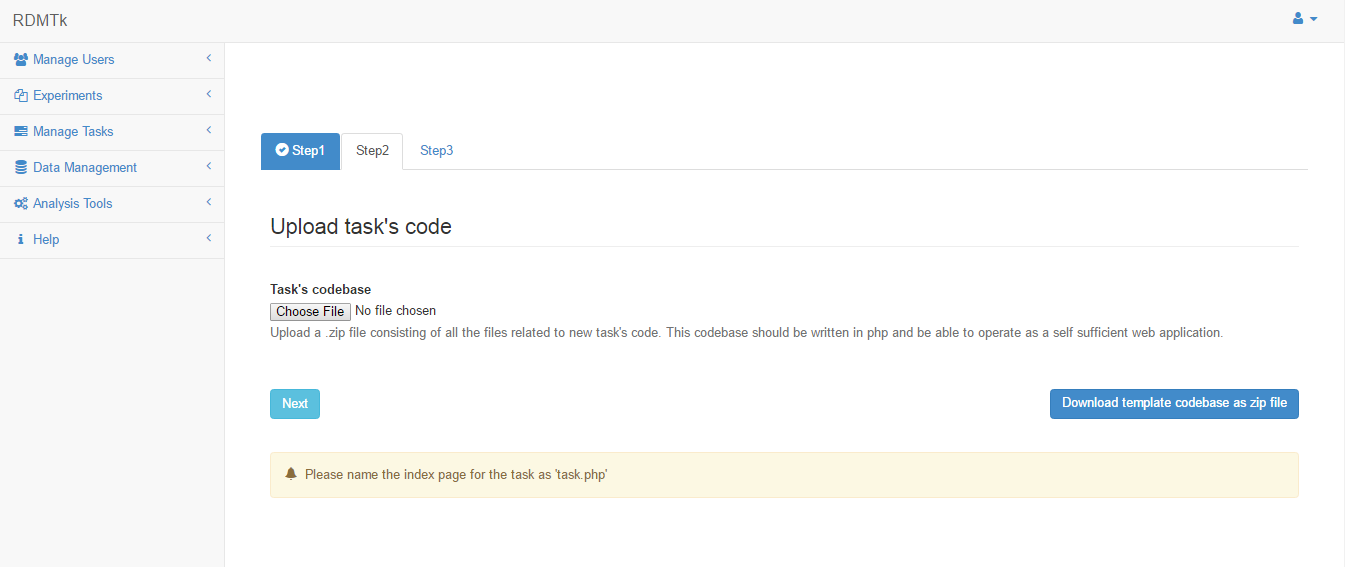 RDMTk
Manage Users
Experiments
Manage Tasks
Data Management
Analysis Tools
Help
Step1
Step2
Step3
Upload task's code
Task's codebase
Choose File No file chosen
Upload a .zip file consisting of all the files related to new task's code. This codebase should be written in php and be able to operate as a self sufficient web application.
Next
Download template codebase as zip file
Please name the index page for the task as 'task.php'